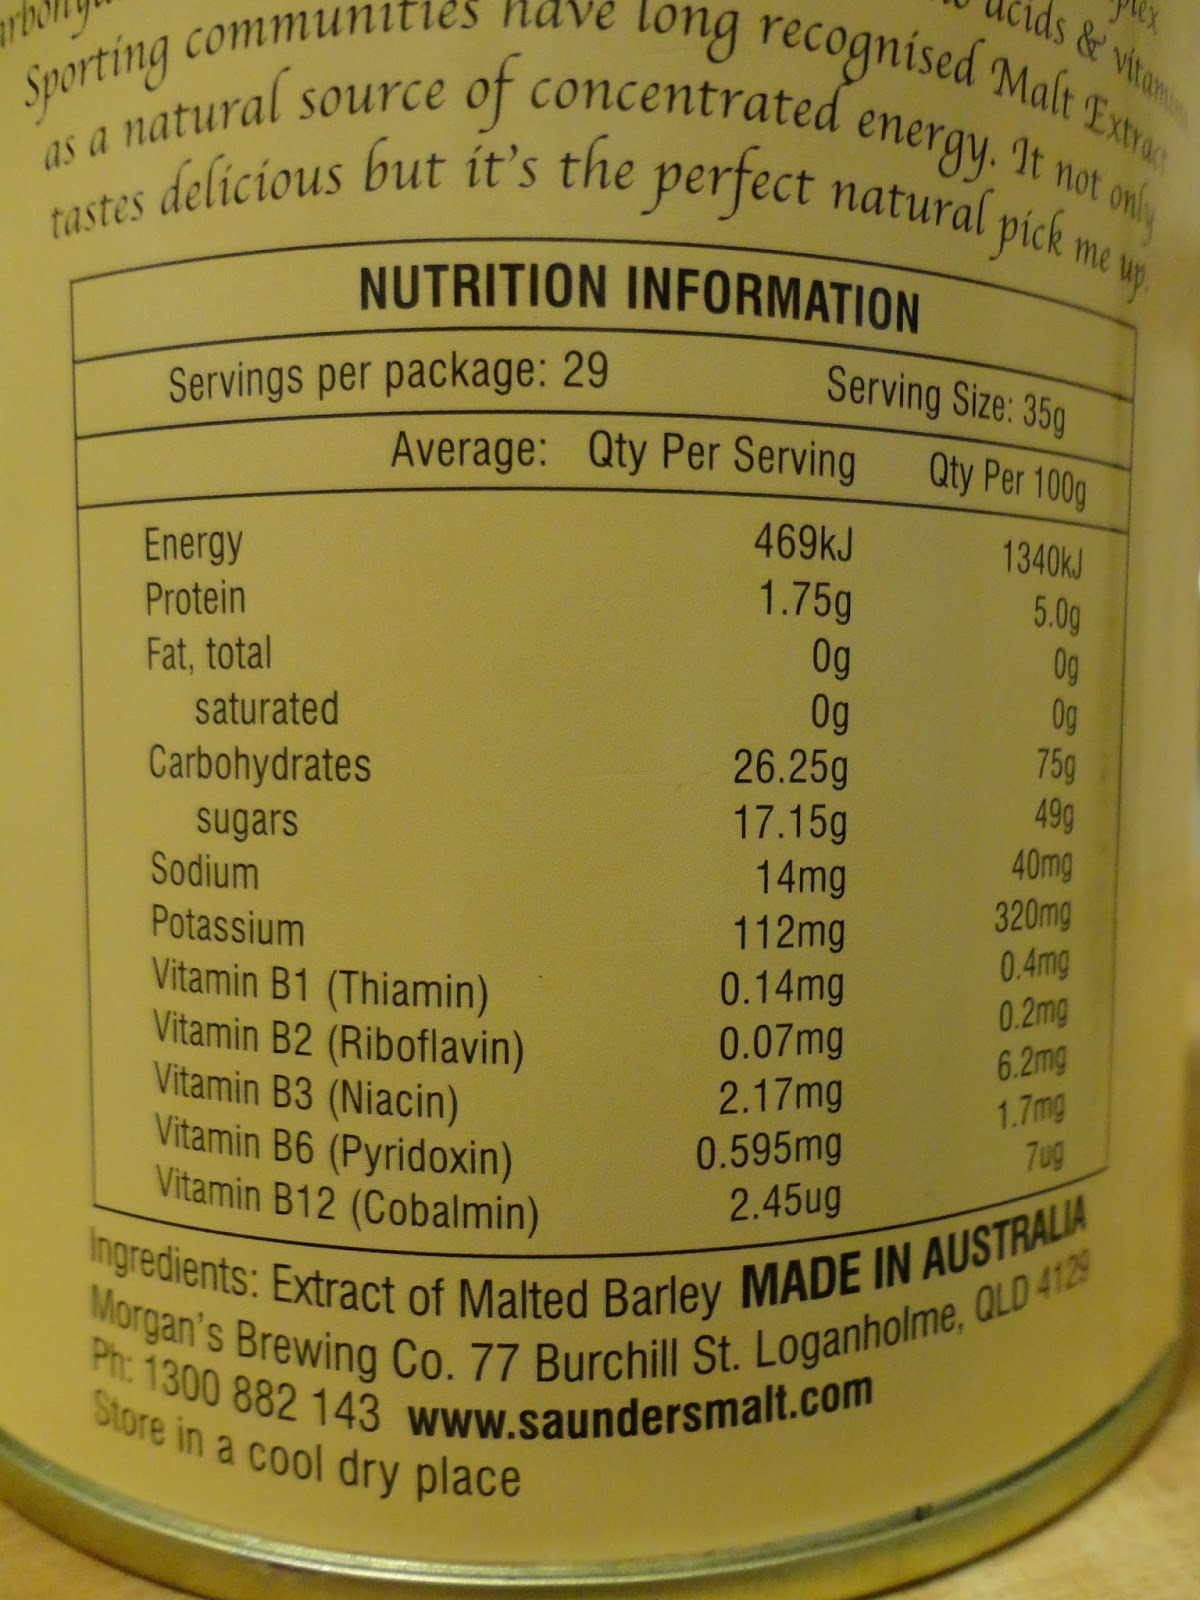 acids & vitamins
Sporting communities have long recognised Malt Extract
as a natural source of concentrated energy. It not only
tastes delicious but it's the perfect natural pick me up.
NUTRITION INFORMATION
Servings per package: 29 Serving Size: 35g
Average: Qty Per Serving Qty Per 100g
Energy 469kJ 1340kJ
Protein 1.75g 5.0g
Fat, total 0g 0g
saturated 0g 0g
Carbohydrates 26.25g 75g
sugars 17.15g 49g
Sodium 14mg 40mg
Potassium 112mg 320mg
Vitamin B1 (Thiamin) 0.14mg 0.4mg
Vitamin B2 (Riboflavin) 0.07mg 0.2mg
Vitamin B3 (Niacin) 2.17mg 6.2mg
Vitamin B6 (Pyridoxin) 0.595mg 1.7mg
Vitamin B12 (Cobalmin) 2.45ug 7ug
Ingredients: Extract of Malted Barley MADE IN AUSTRALIA
Morgan's Brewing Co. 77 Burchill St. Loganholme, QLD 4129
Ph: 1300 882 143 www.saundersmalt.com
Store in a cool dry place